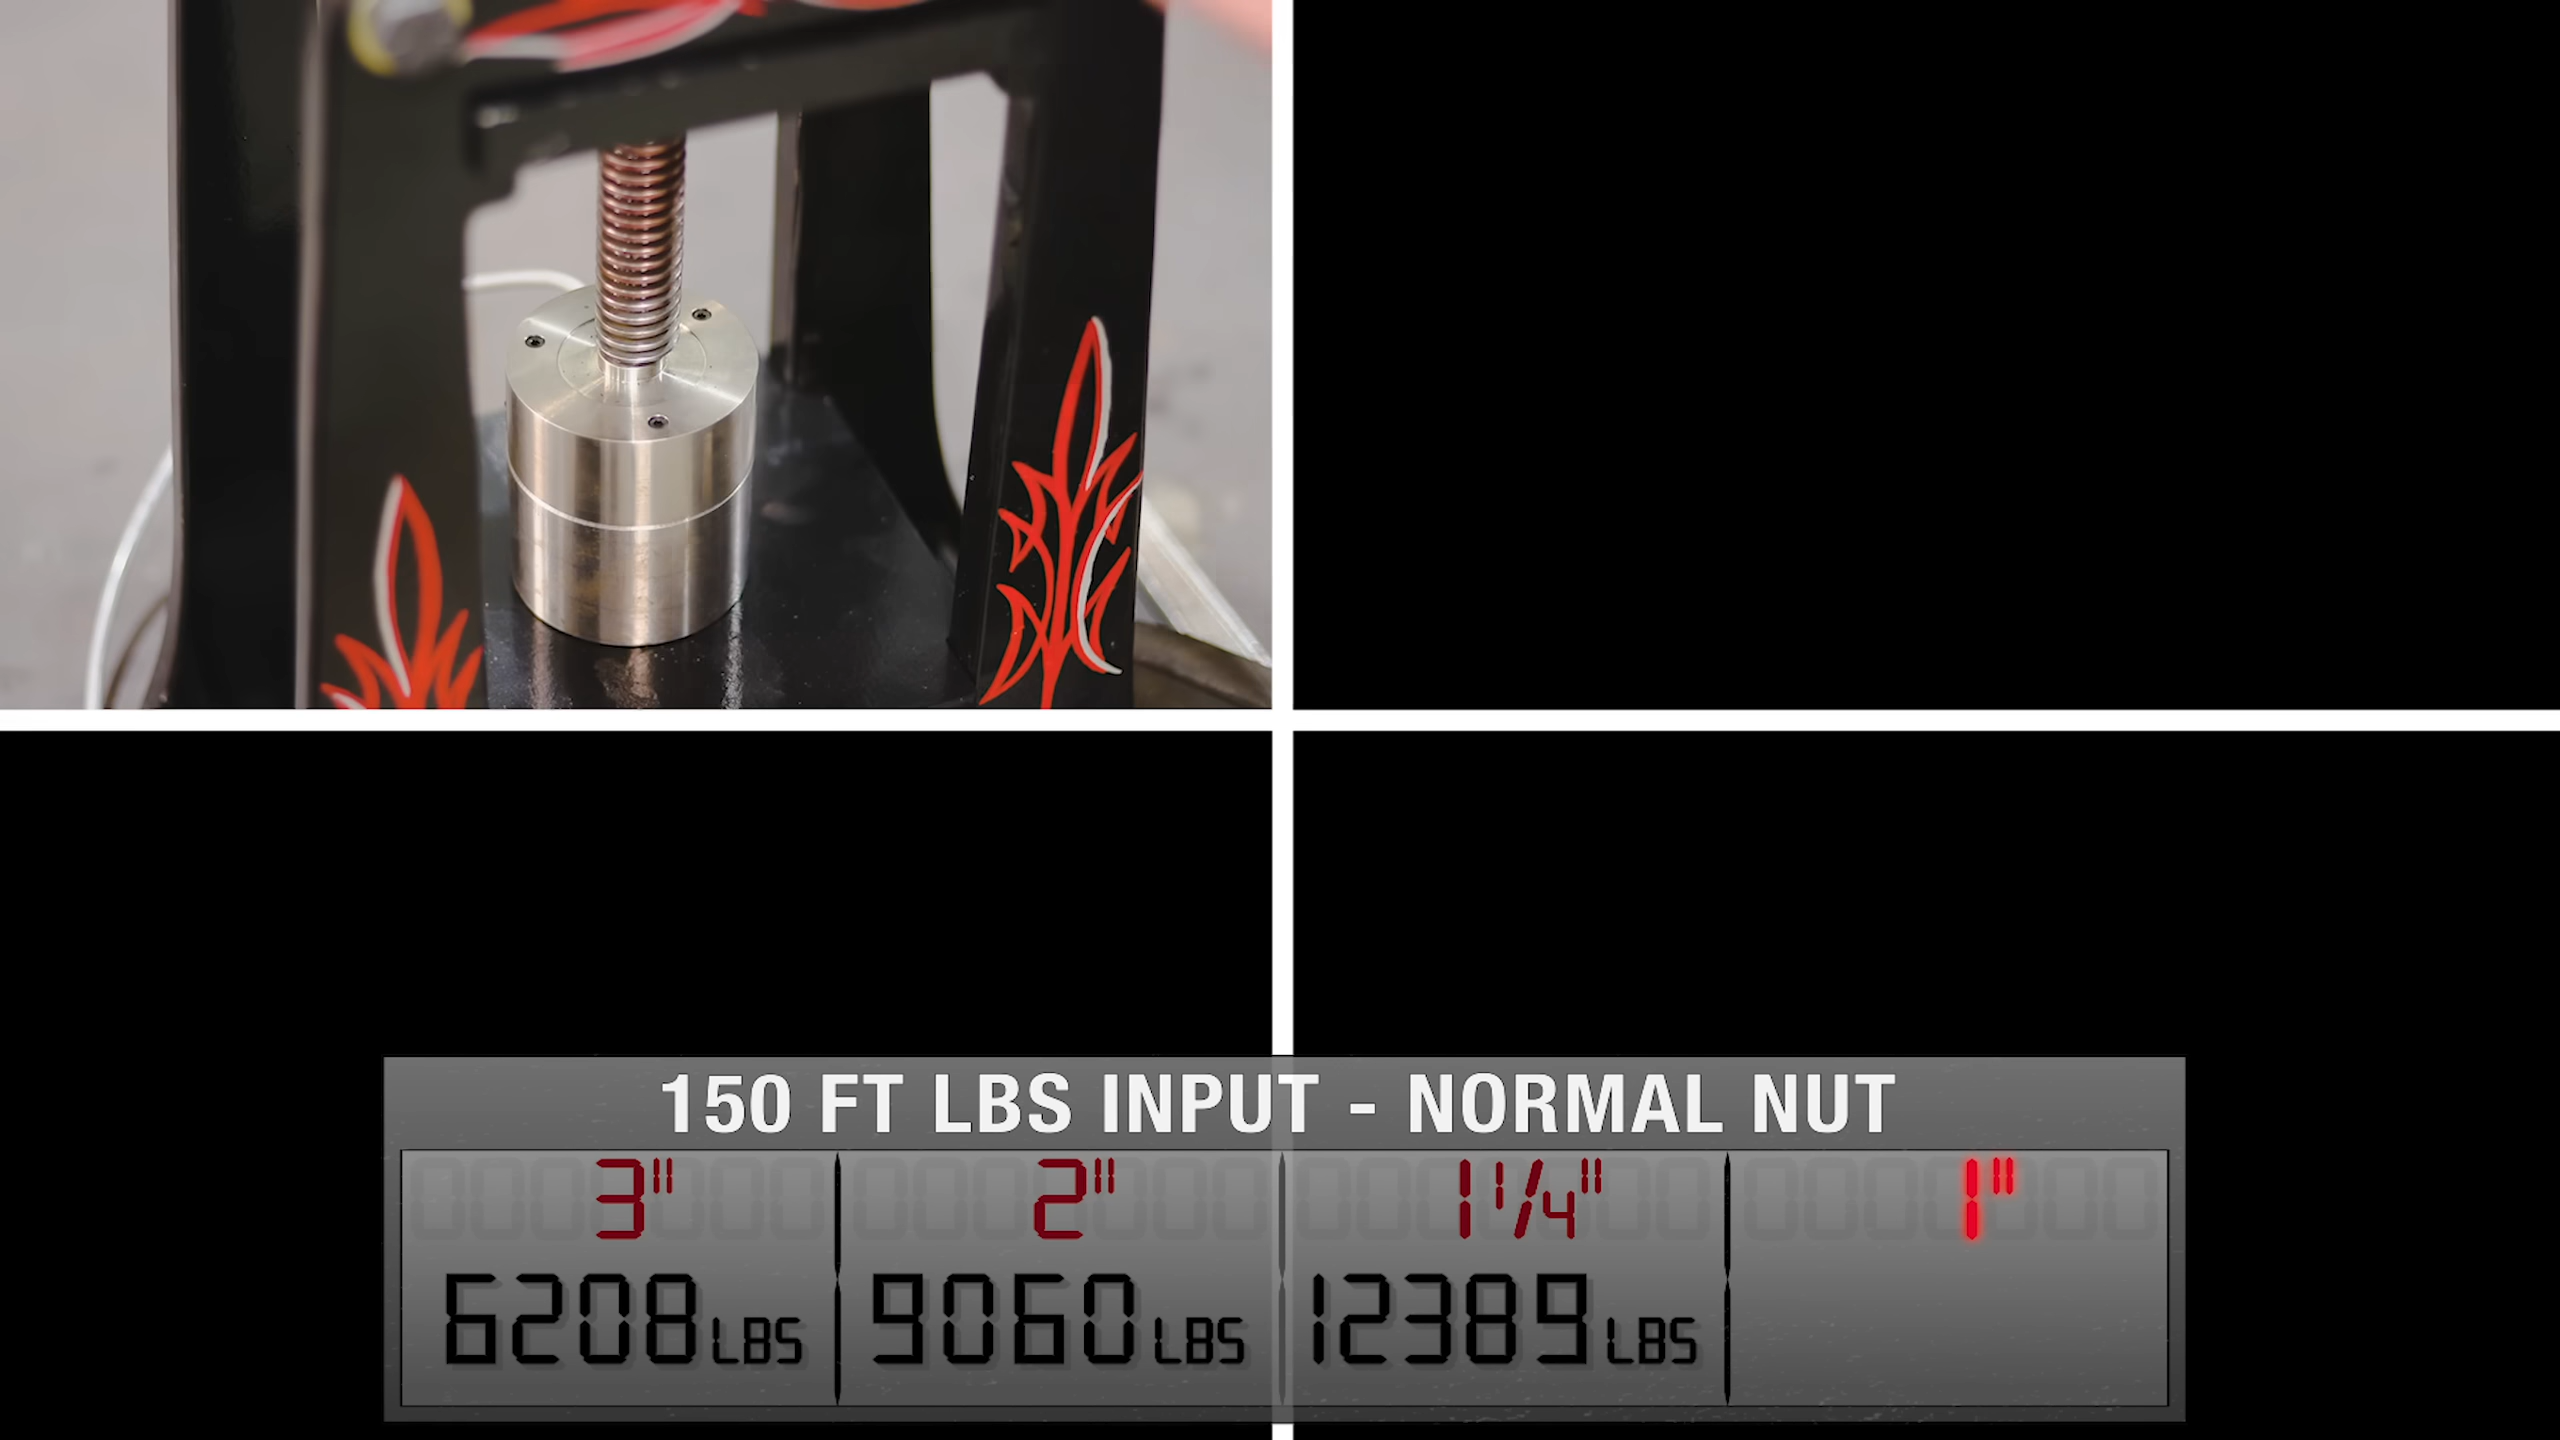 150 FT LBS INPUT - NORMAL NUT
3" 2" 1 1/4" 1"
6208 LBS 9060 LBS 12389 LBS